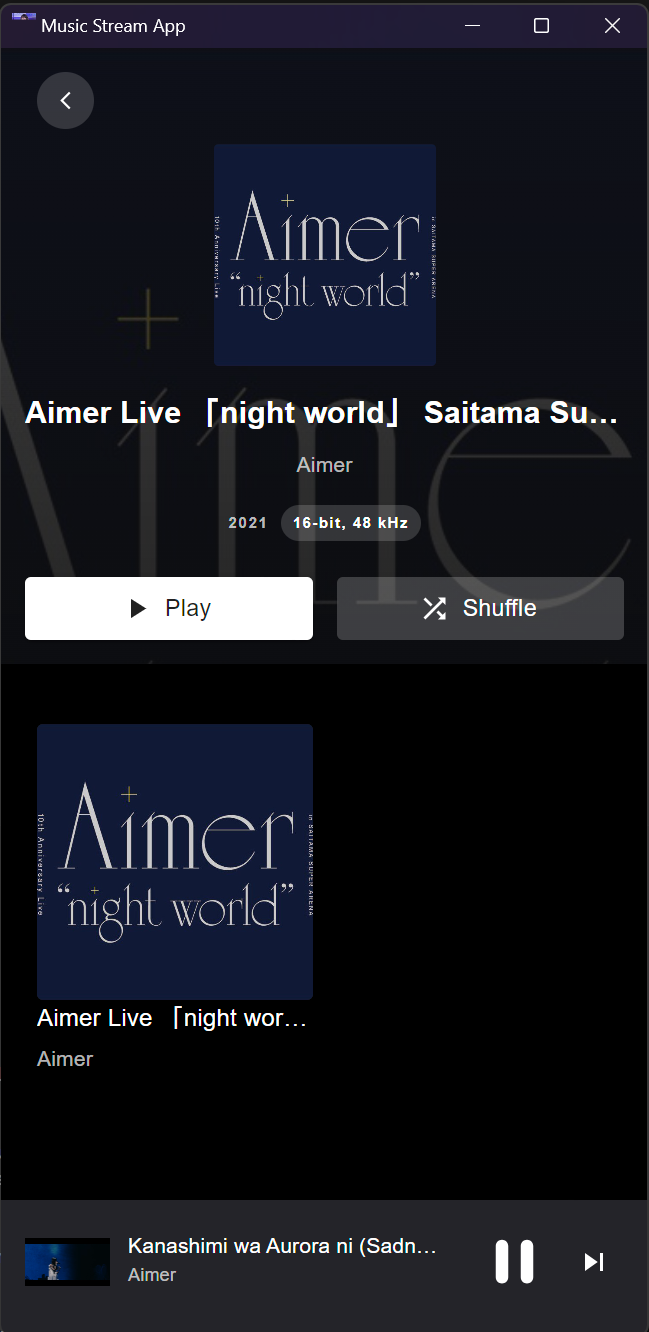 Music Stream App
Aimer
10th Anniversary Live
in SAITAMA SUPER ARENA
“night world”
Aime
Aimer Live 「night world」 Saitama Su...
Aimer
2021
16-bit, 48 kHz
Play
Shuffle
Aimer
10th Anniversary Live
in SAITAMA SUPER ARENA
“night world”
Aimer Live 「night wor...
Aimer
Kanashimi wa Aurora ni (Sadn...
Aimer